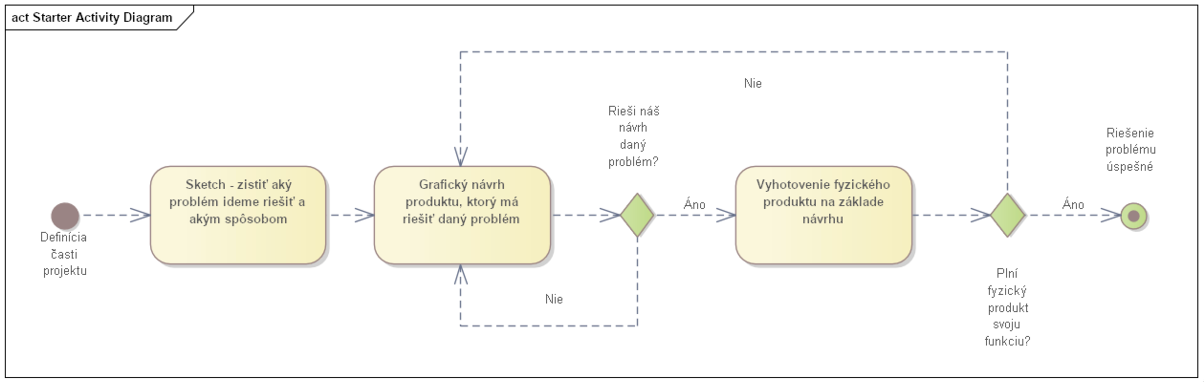 act Starter Activity Diagram
Nie
Rieši náš
návrh
daný
problém?
Riešenie
problému
úspešné
Sketch - zistiť aký
problém ideme riešiť a
akým spôsobom
Grafický návrh
produktu, ktorý má
riešiť daný problém
Áno
Vyhotovenie fyzického
produktu na základe
návrhu
Áno
Definícia
časti
projektu
Nie
Plní
fyzický
produkt
svoju
funkciu?